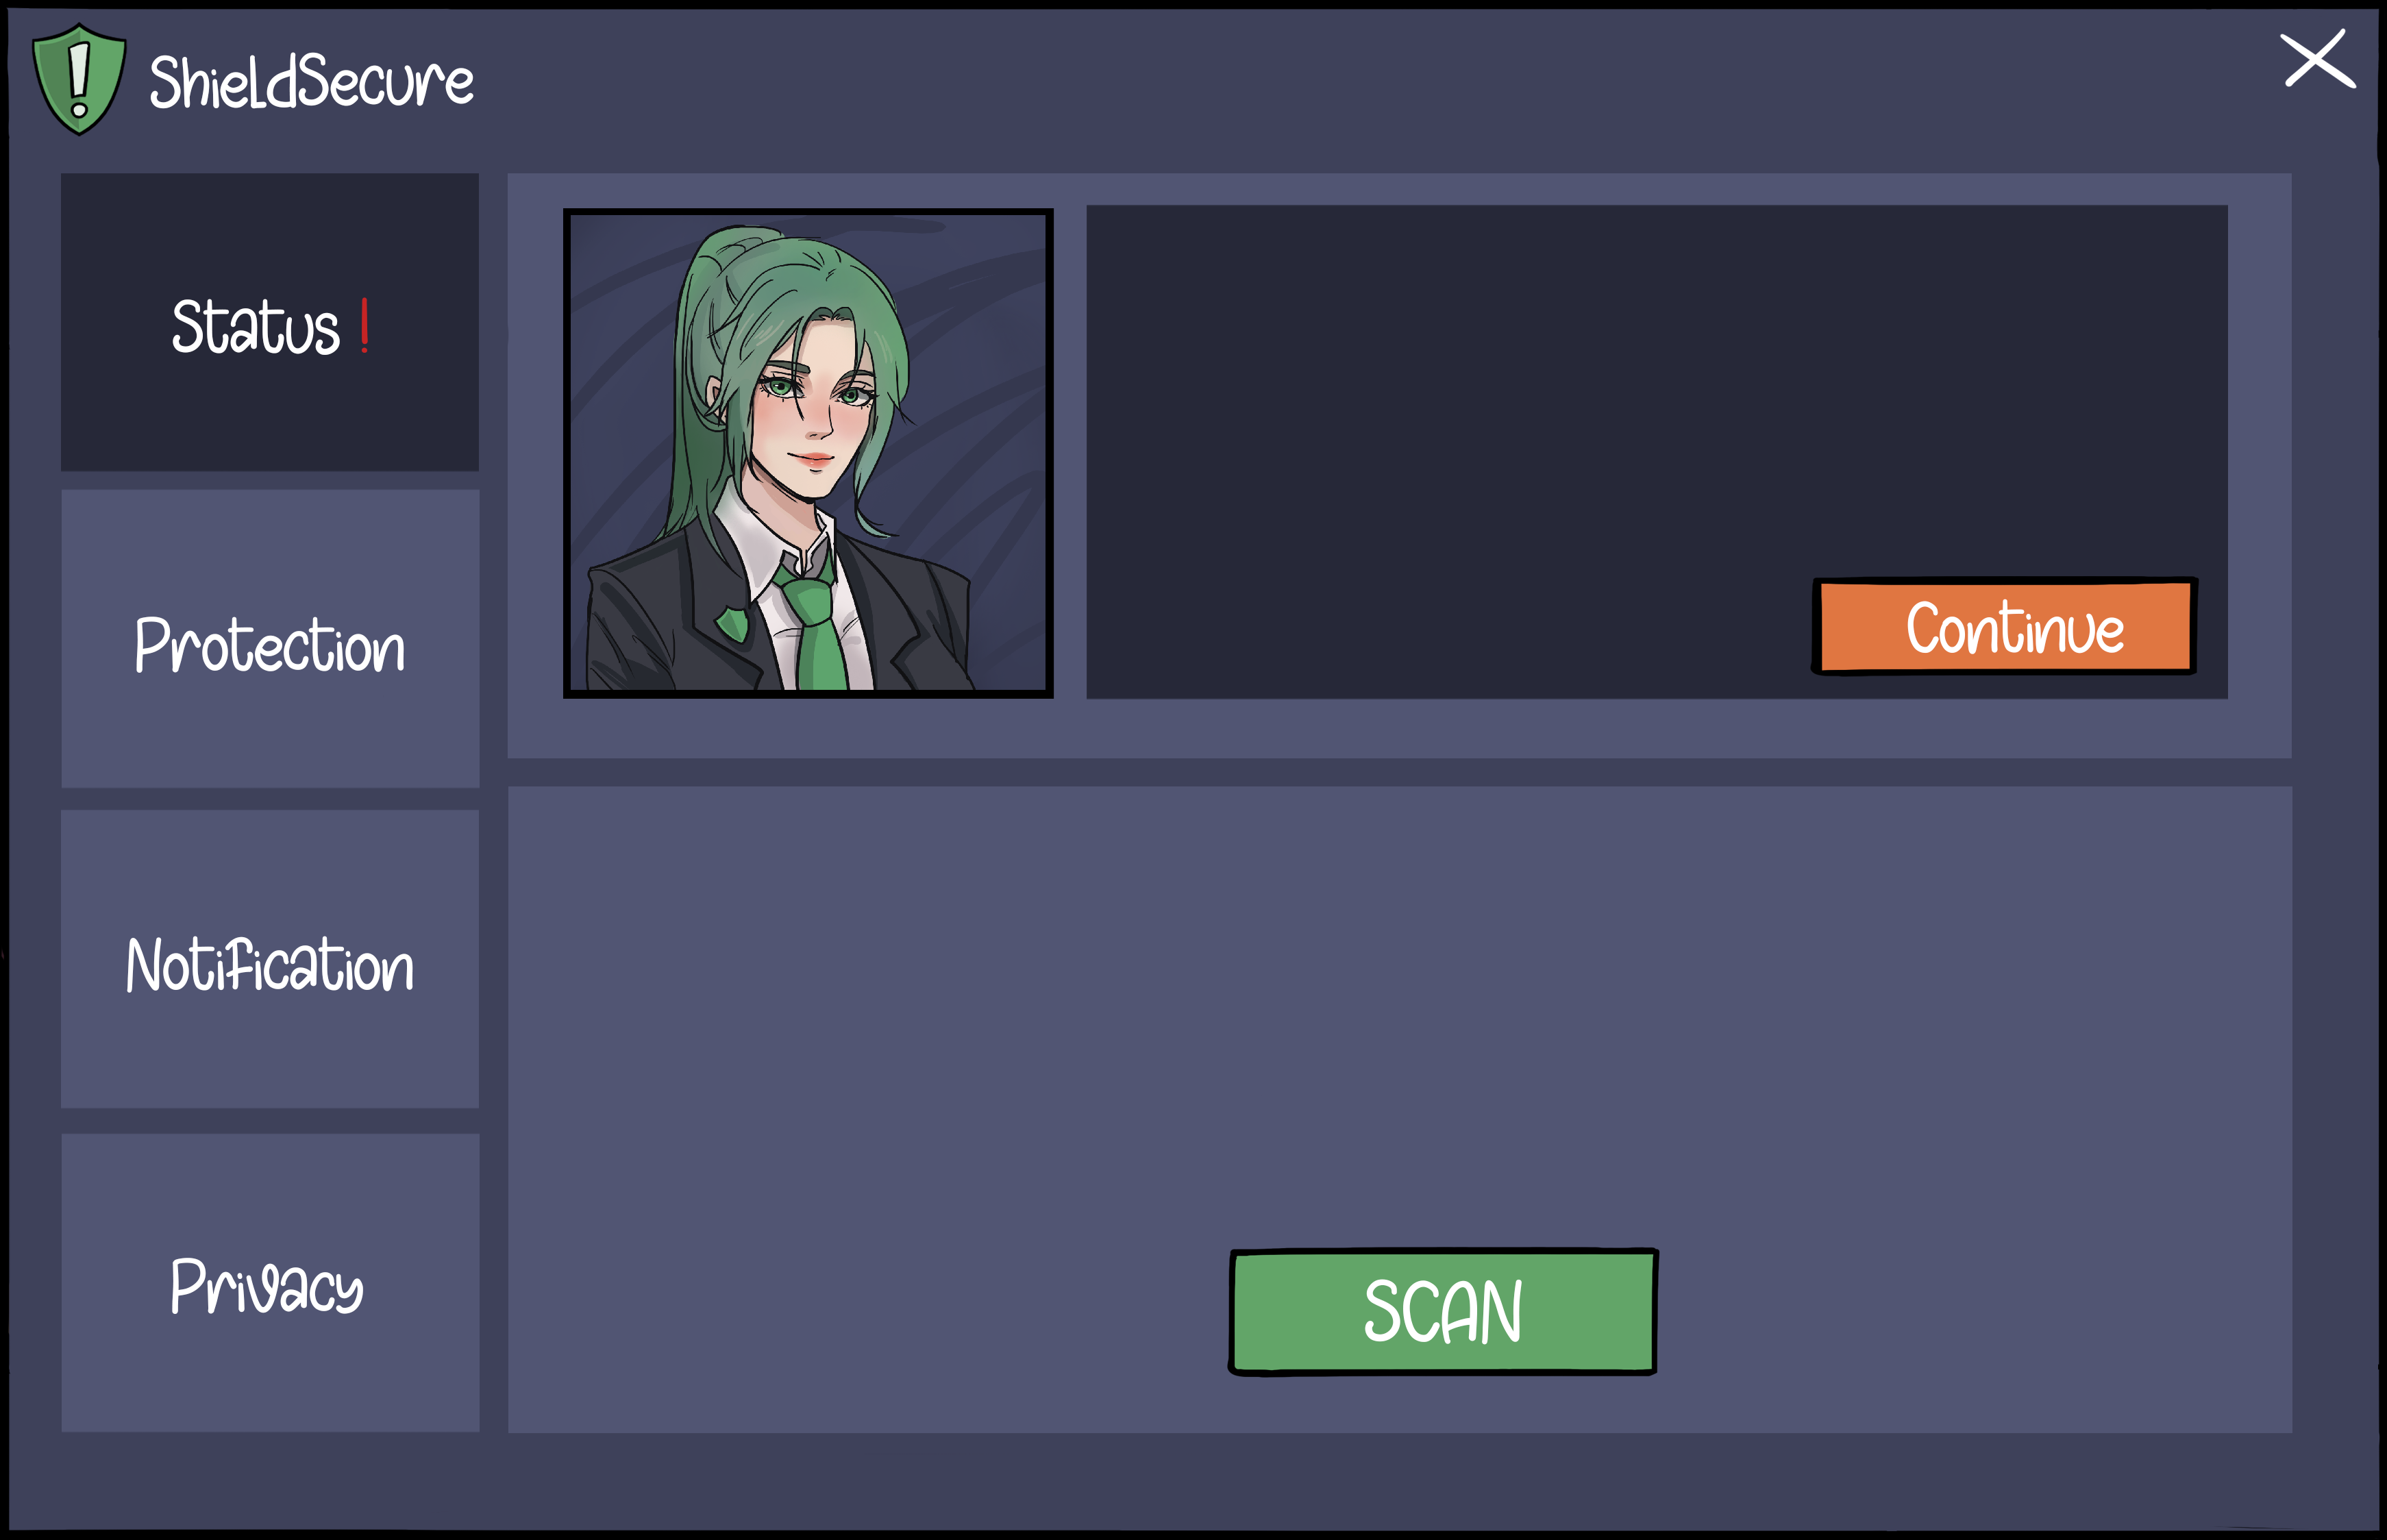 ShieldSecure
Status !
Protection
Notification
Privacy
Continue
SCAN